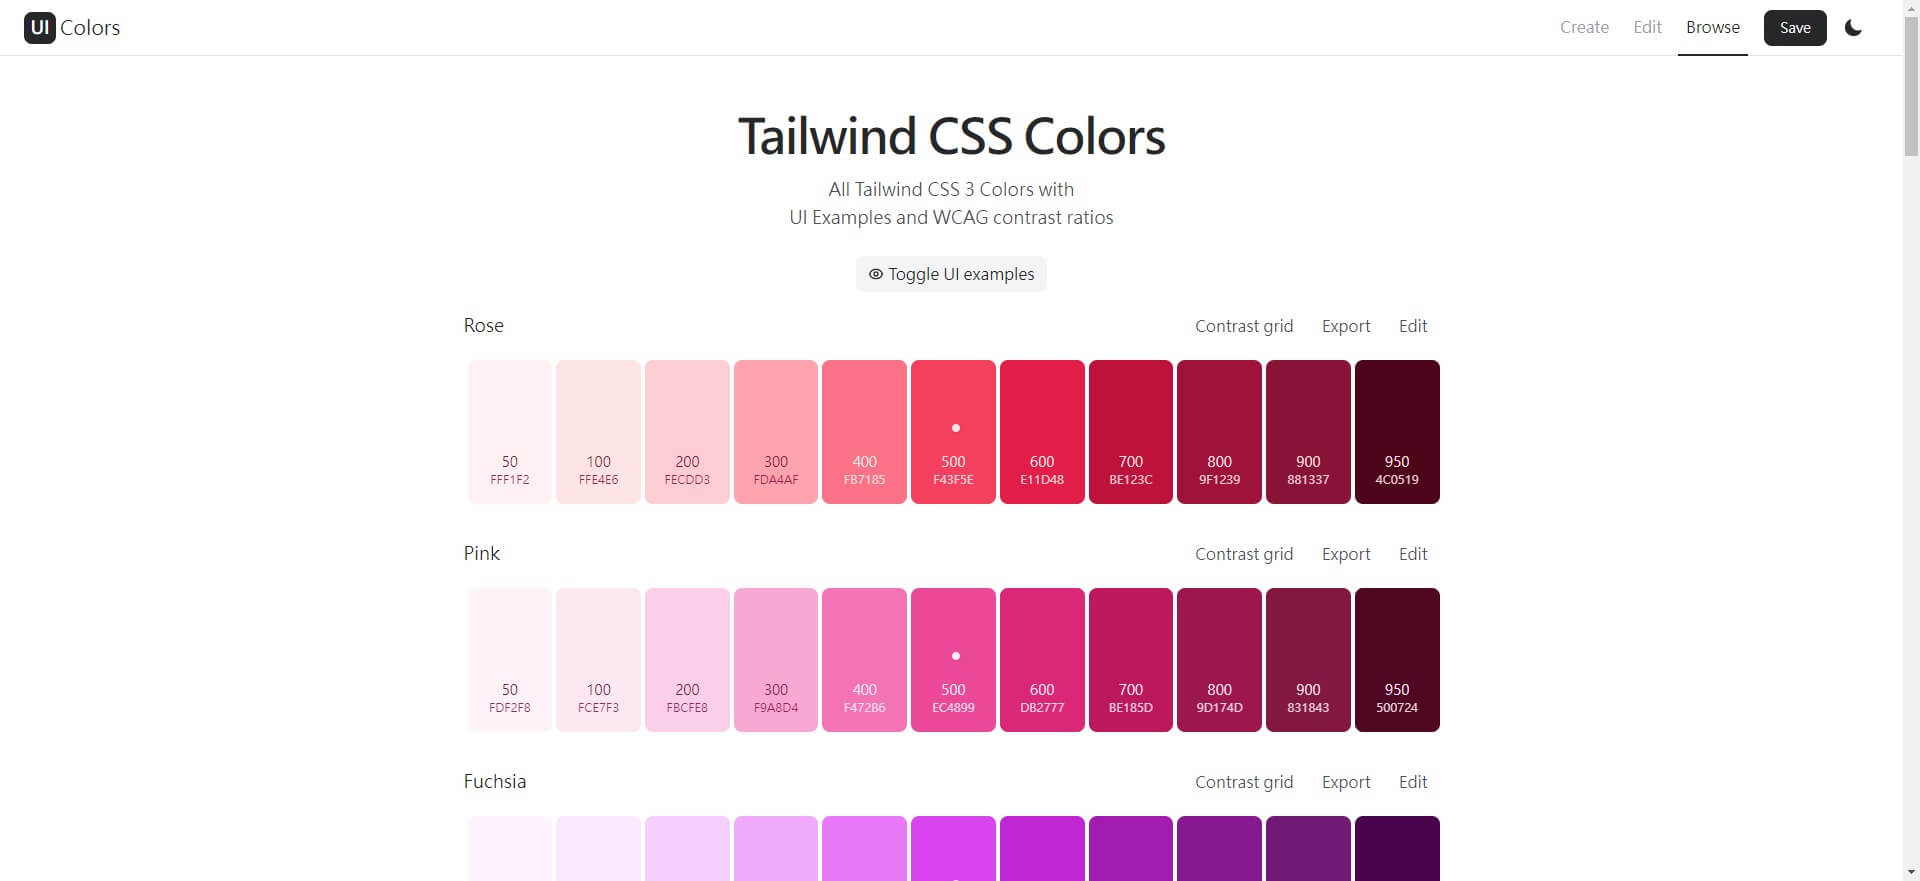 UI Colors
Create Edit Browse Save
Tailwind CSS Colors
All Tailwind CSS 3 Colors with
UI Examples and WCAG contrast ratios
Toggle UI examples
Rose Contrast grid Export Edit
50 100 200 300 400 500 600 700 800 900 950
FFF1F2 FFE4E6 FECDD3 FDA4AF FB7185 F43F5E E11D48 BE123C 9F1239 881337 4C0519
Pink Contrast grid Export Edit
50 100 200 300 400 500 600 700 800 900 950
FDF2F8 FCE7F3 FBCFE8 F9A8D4 F472B6 EC4899 DB2777 BE185D 9D174D 831843 500724
Fuchsia Contrast grid Export Edit